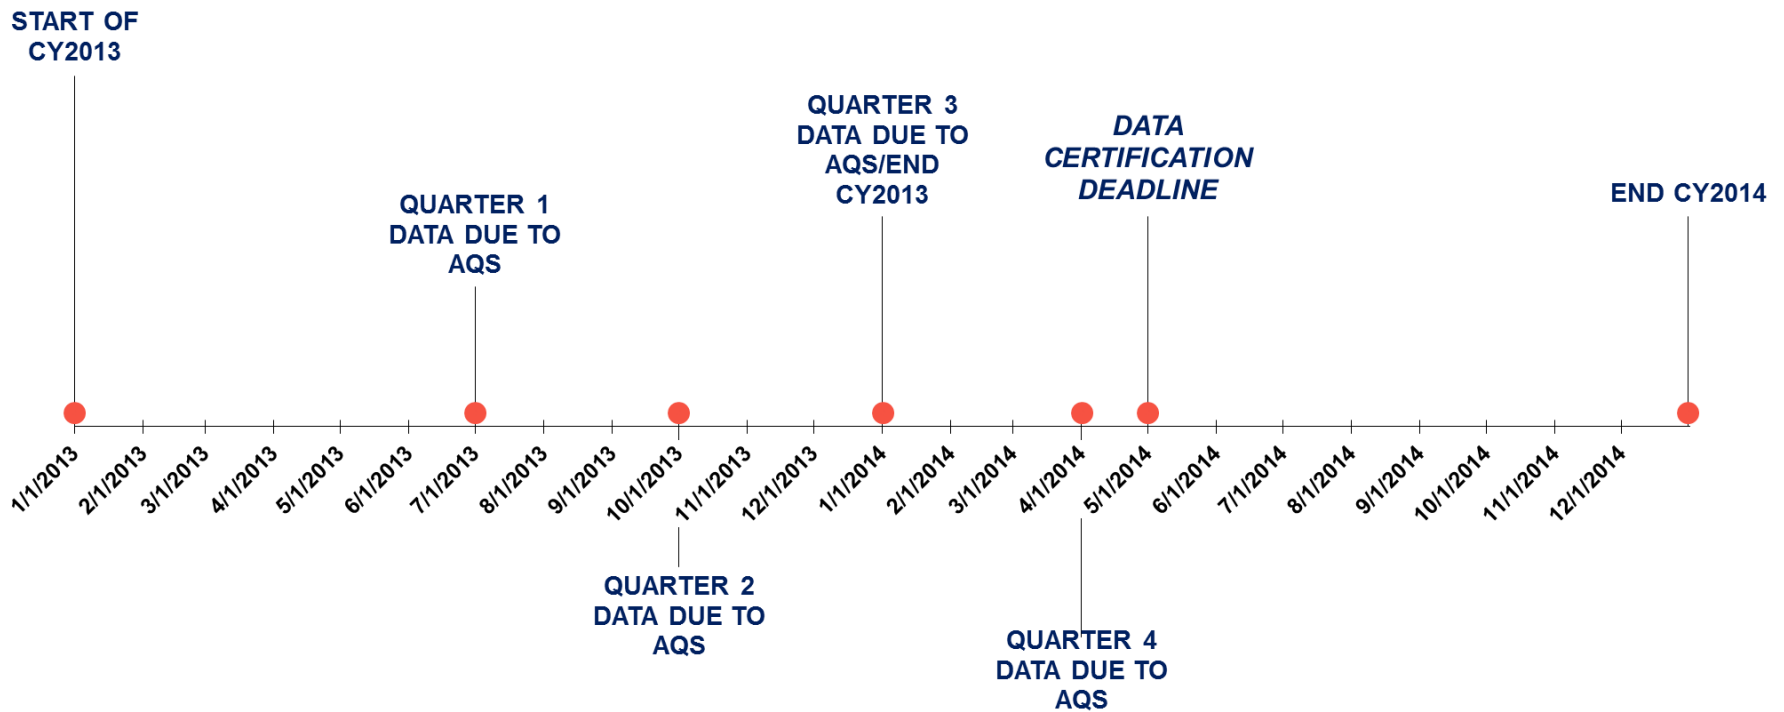 START OF
CY2013
QUARTER 3
DATA DUE TO
AQS/END
CY2013
DATA
CERTIFICATION
DEADLINE
END CY2014
QUARTER 1
DATA DUE TO
AQS
1/1/2013
2/1/2013
3/1/2013
4/1/2013
5/1/2013
6/1/2013
7/1/2013
8/1/2013
9/1/2013
10/1/2013
11/1/2013
12/1/2013
1/1/2014
2/1/2014
3/1/2014
4/1/2014
5/1/2014
6/1/2014
7/1/2014
8/1/2014
9/1/2014
10/1/2014
11/1/2014
12/1/2014
QUARTER 2
DATA DUE TO
AQS
QUARTER 4
DATA DUE TO
AQS